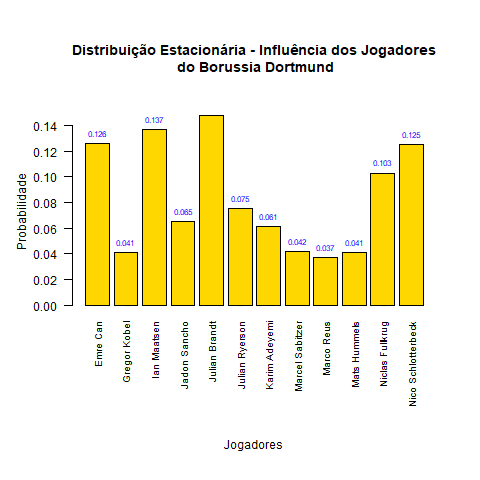 Distribuição Estacionária - Influência dos Jogadores
do Borussia Dortmund
Probabilidade
0.14
0.12
0.10
0.08
0.06
0.04
0.02
0.00
0.126
0.041
0.137
0.065
0.075
0.061
0.042
0.037
0.041
0.103
0.125
Emre Can
Gregor Kobel
Ian Maatsen
Jadon Sancho
Julian Brandt
Julian Ryerson
Karim Adeyemi
Marcel Sabitzer
Marco Reus
Mats Hummels
Niclas Fullkrug
Nico Schlotterbeck
Jogadores